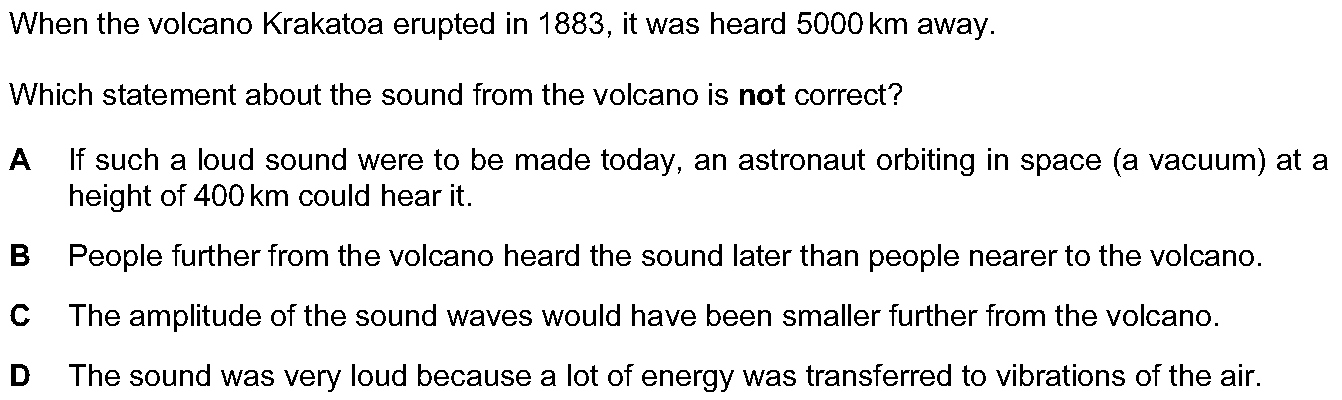 When the volcano Krakatoa erupted in 1883, it was heard 5000 km away.
Which statement about the sound from the volcano is not correct?
A If such a loud sound were to be made today, an astronaut orbiting in space (a vacuum) at a
height of 400 km could hear it.
B People further from the volcano heard the sound later than people nearer to the volcano.
C The amplitude of the sound waves would have been smaller further from the volcano.
D The sound was very loud because a lot of energy was transferred to vibrations of the air.